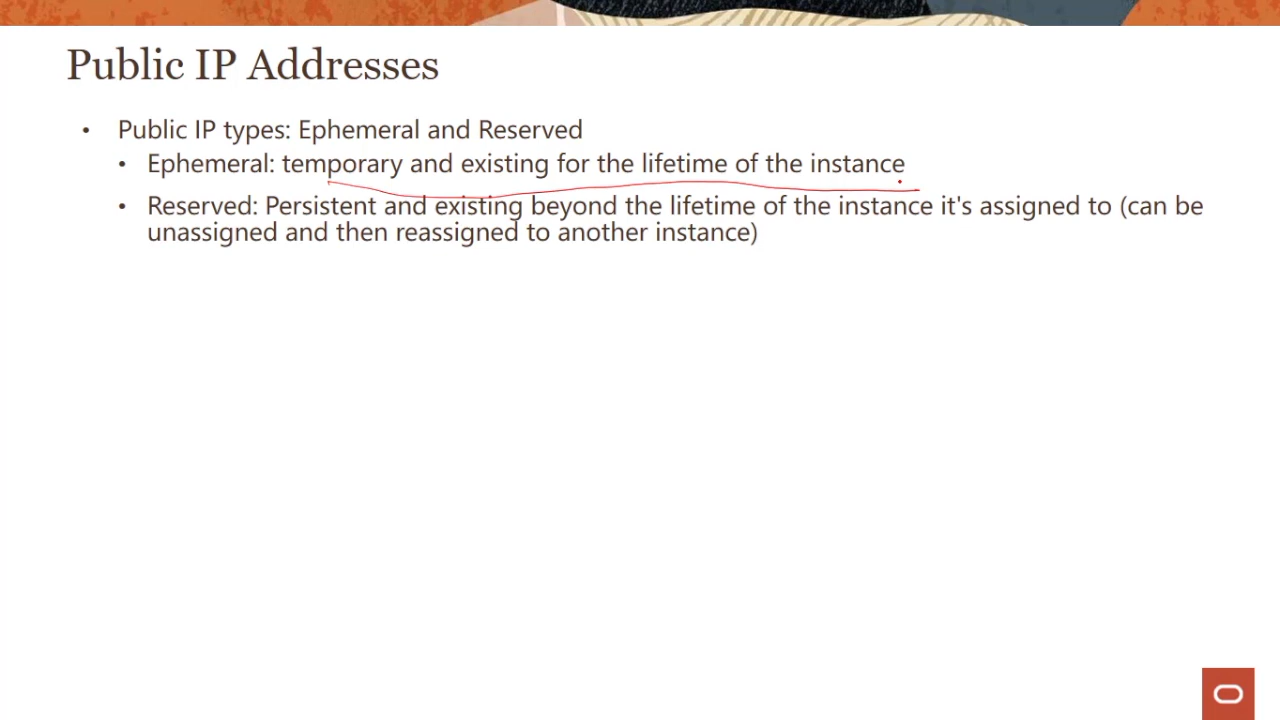 Public IP Addresses
• Public IP types: Ephemeral and Reserved
• Ephemeral: temporary and existing for the lifetime of the instance
• Reserved: Persistent and existing beyond the lifetime of the instance it's assigned to (can be
unassigned and then reassigned to another instance)